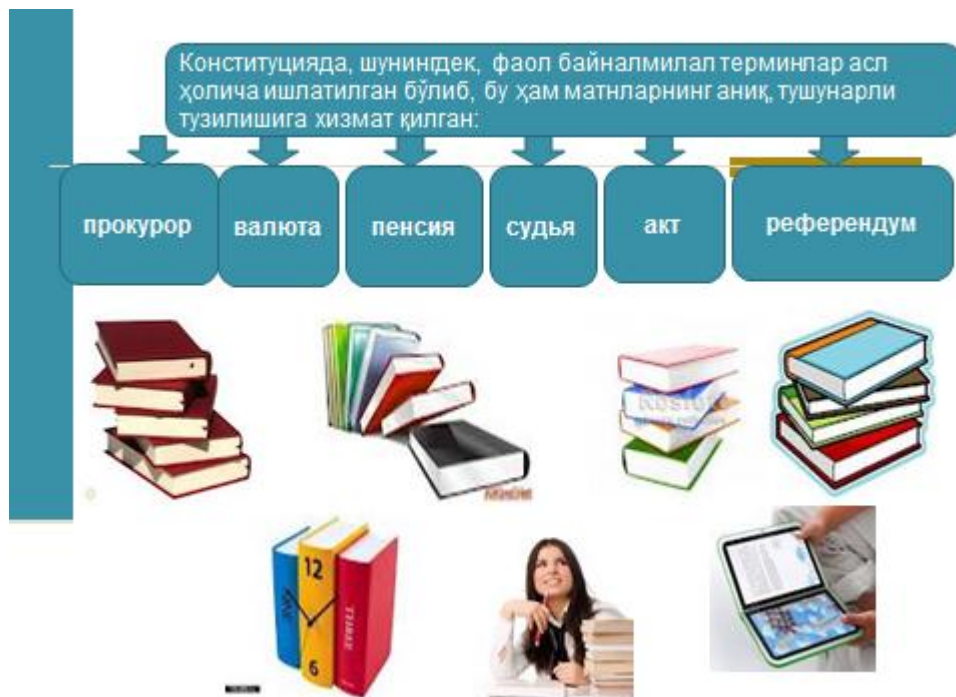 Конституцияда, шунингдек, фаол байналмилал терминлар асл
ҳолича ишлатилган бўлиб, бу ҳам матнларнинг аниқ, тушунарли
тузилишига хизмат қилган:
прокурор
валюта
пенсия
судья
акт
референдум
12
6